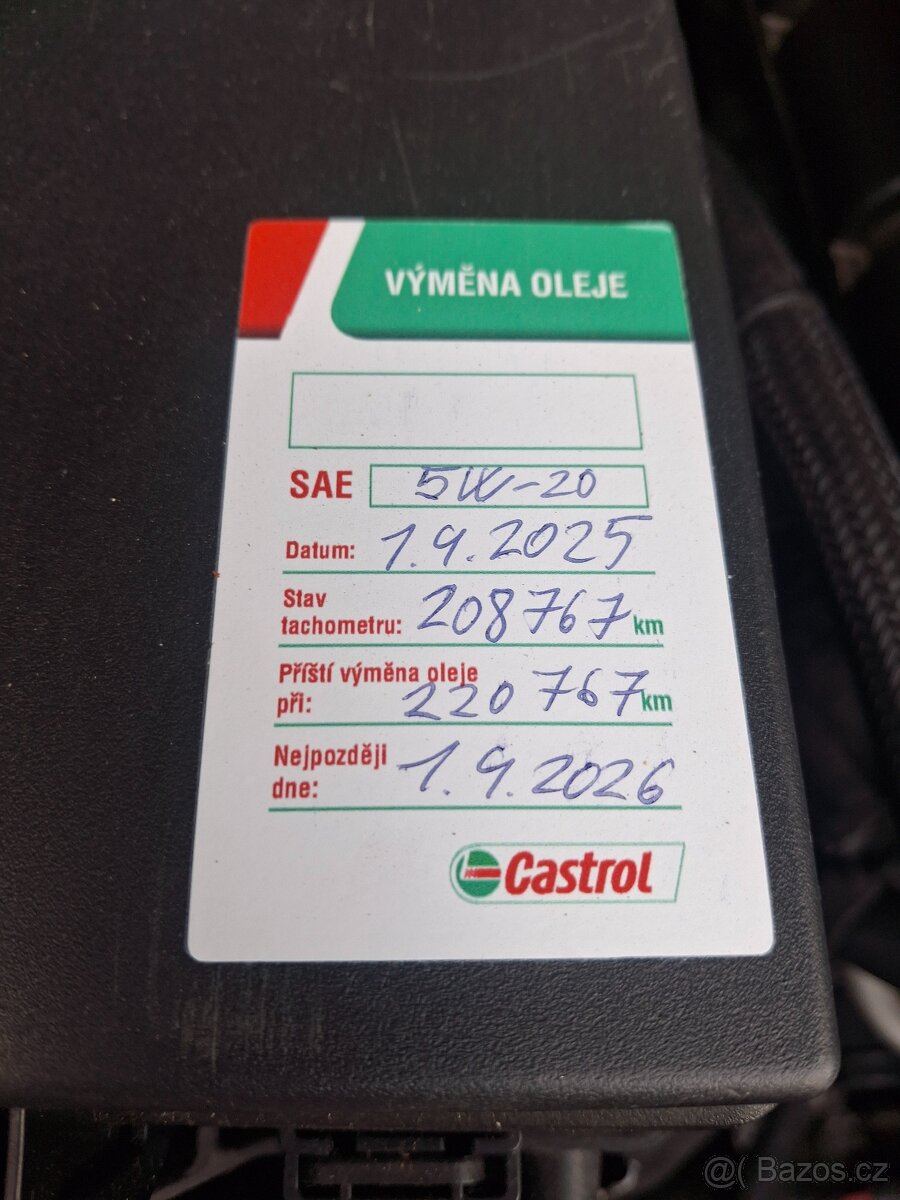 VÝMĚNA OLEJE
SAE 5W-20
Datum: 1.9.2025
Stav
tachometru: 208767 km
Příští výměna oleje
při: 220767 km
Nejpozději
dne: 1.9.2026
Castrol
@( Bazos.cz